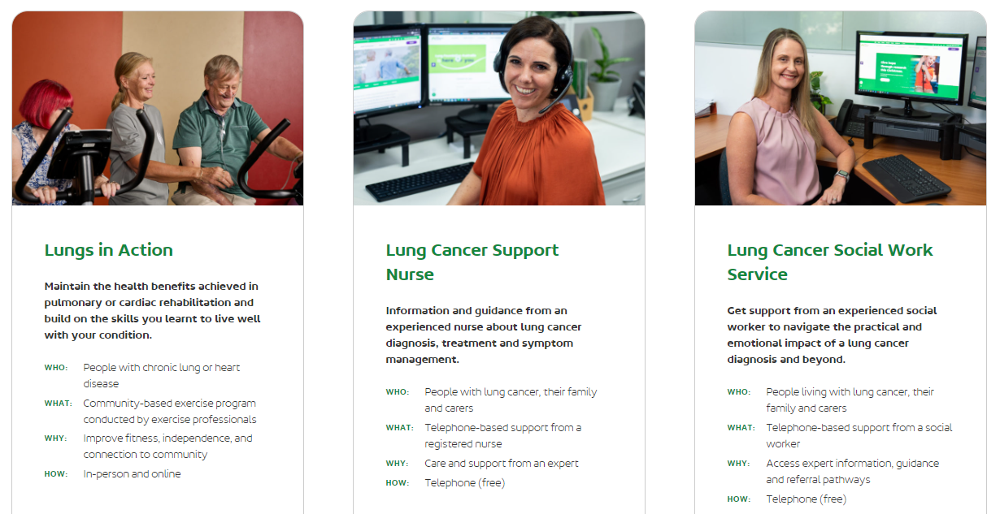 Lungs in Action
Maintain the health benefits achieved in
pulmonary or cardiac rehabilitation and
build on the skills you learnt to live well
with your condition.
WHO: People with chronic lung or heart
disease
WHAT: Community-based exercise program
conducted by exercise professionals
WHY: Improve fitness, independence, and
connection to community
HOW: In-person and online
Lung Cancer Support
Nurse
Information and guidance from an
experienced nurse about lung cancer
diagnosis, treatment and symptom
management.
WHO: People with lung cancer, their family
and carers
WHAT: Telephone-based support from a
registered nurse
WHY: Care and support from an expert
HOW: Telephone (free)
Lung Cancer Social Work
Service
Get support from an experienced social
worker to navigate the practical and
emotional impact of a lung cancer
diagnosis and beyond.
WHO: People living with lung cancer, their
family and carers
WHAT: Telephone-based support from a social
worker
WHY: Access expert information, guidance
and referral pathways
HOW: Telephone (free)